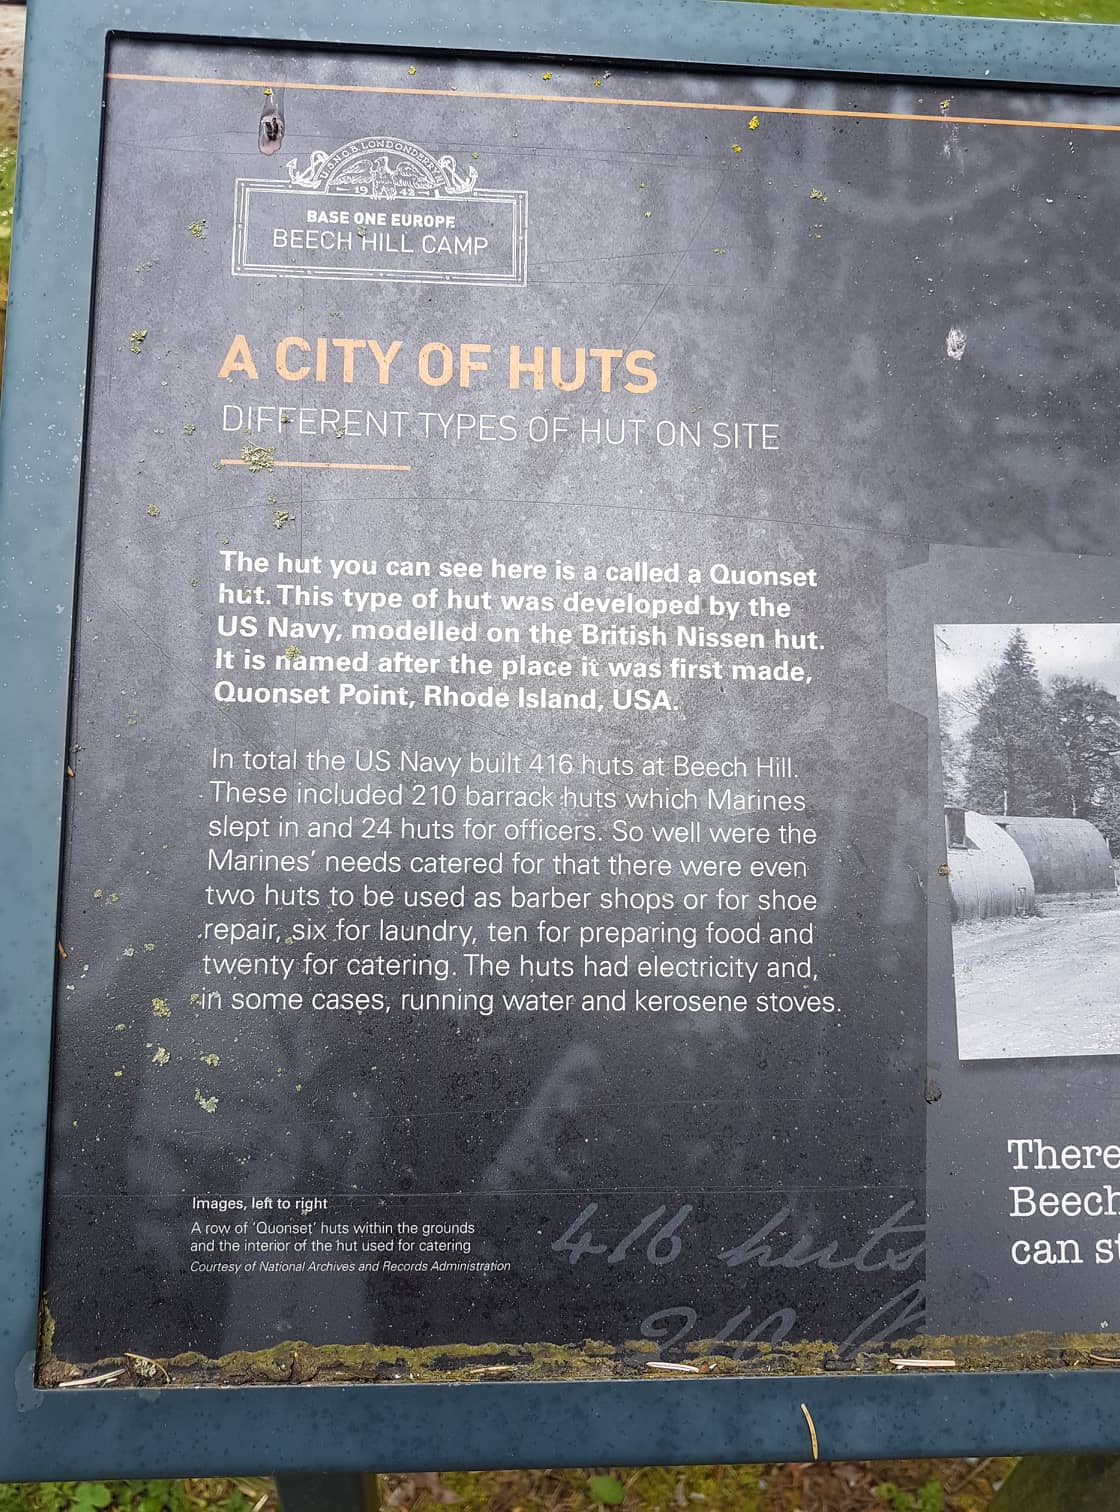 U.S.N.O.B. LONDONDERRY N.I.
1942
BASE ONE EUROPE
BEECH HILL CAMP
A CITY OF HUTS
DIFFERENT TYPES OF HUT ON SITE
The hut you can see here is a called a Quonset
hut. This type of hut was developed by the
US Navy, modelled on the British Nissen hut.
It is named after the place it was first made,
Quonset Point, Rhode Island, USA.
In total the US Navy built 416 huts at Beech Hill.
These included 210 barrack huts which Marines
slept in and 24 huts for officers. So well were the
Marines' needs catered for that there were even
two huts to be used as barber shops or for shoe
repair, six for laundry, ten for preparing food and
twenty for catering. The huts had electricity and,
in some cases, running water and kerosene stoves.
Images, left to right
A row of 'Quonset' huts within the grounds
and the interior of the hut used for catering
Courtesy of National Archives and Records Administration
416 huts
210
There
Beech
can st